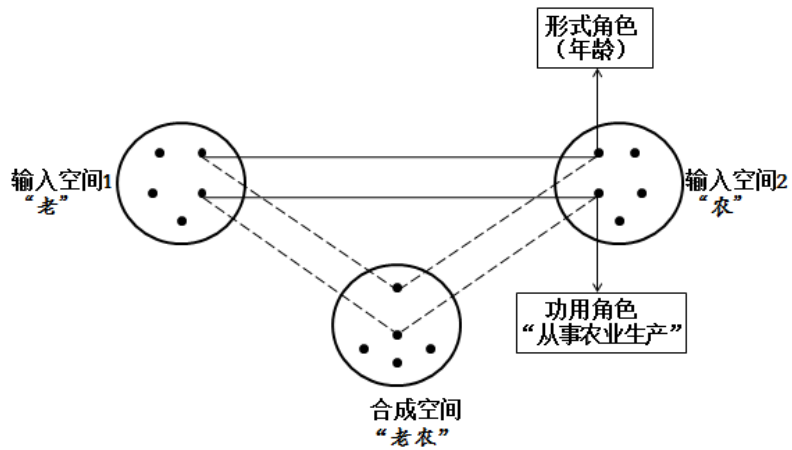 形式角色
（年龄）
输入空间1
“老”
输入空间2
“农”
功用角色
“从事农业生产”
合成空间
“老农”